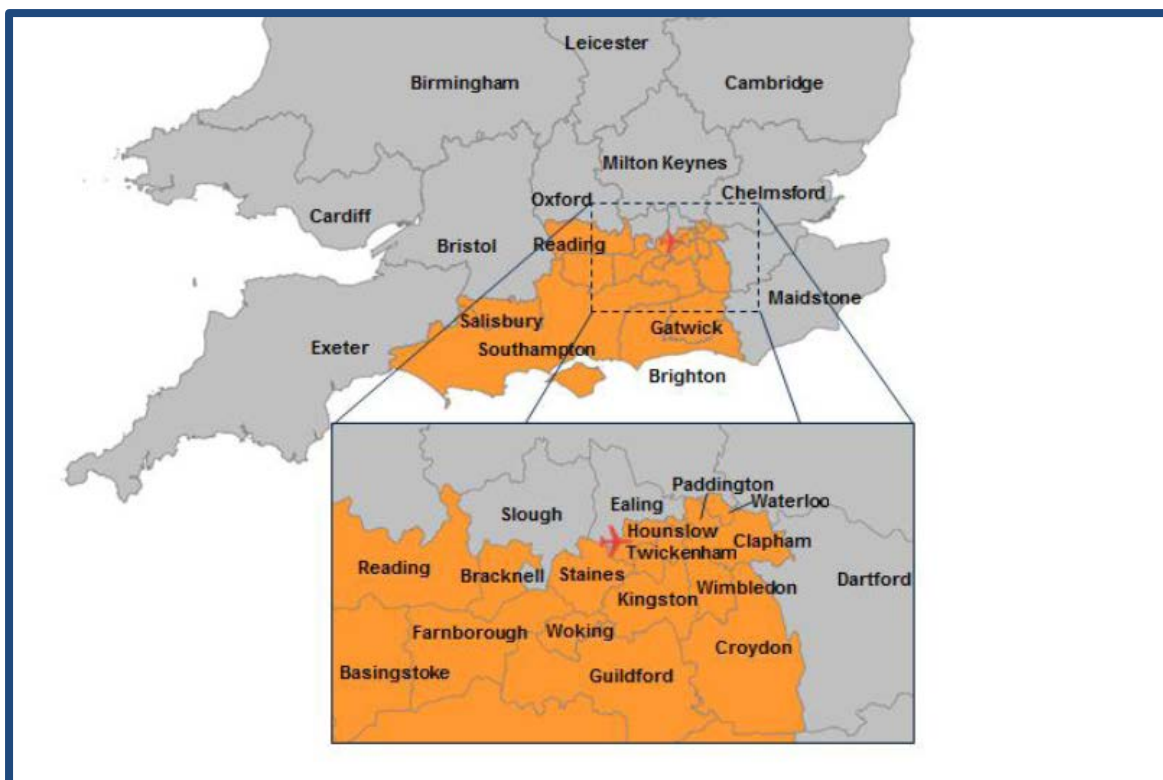 Leicester
Birmingham
Cambridge
Milton Keynes
Chelmsford
Oxford
Cardiff
Bristol
Reading
Maidstone
Salisbury
Gatwick
Exeter
Southampton
Brighton
Paddington
Waterloo
Slough
Ealing
Hounslow
Clapham
Twickenham
Reading
Bracknell
Staines
Dartford
Wimbledon
Kingston
Farnborough
Woking
Croydon
Basingstoke
Guildford